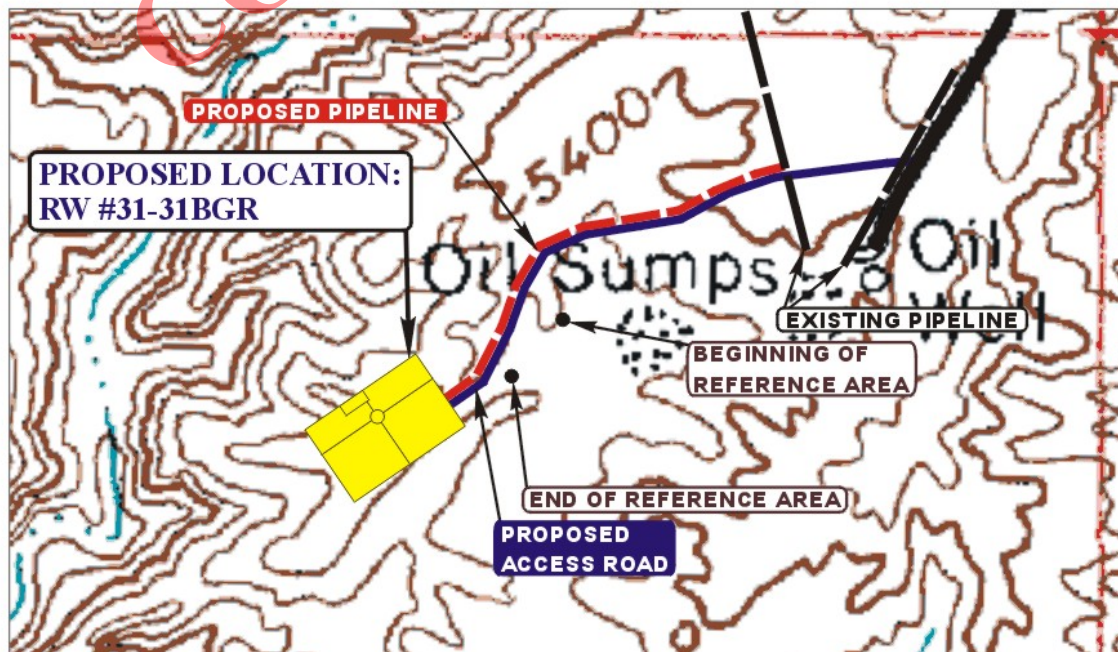 PROPOSED PIPELINE
PROPOSED LOCATION:
RW #31-31BGR
5400
Oil Sumps
Oil
Well
EXISTING PIPELINE
BEGINNING OF
REFERENCE AREA
END OF REFERENCE AREA
PROPOSED
ACCESS ROAD